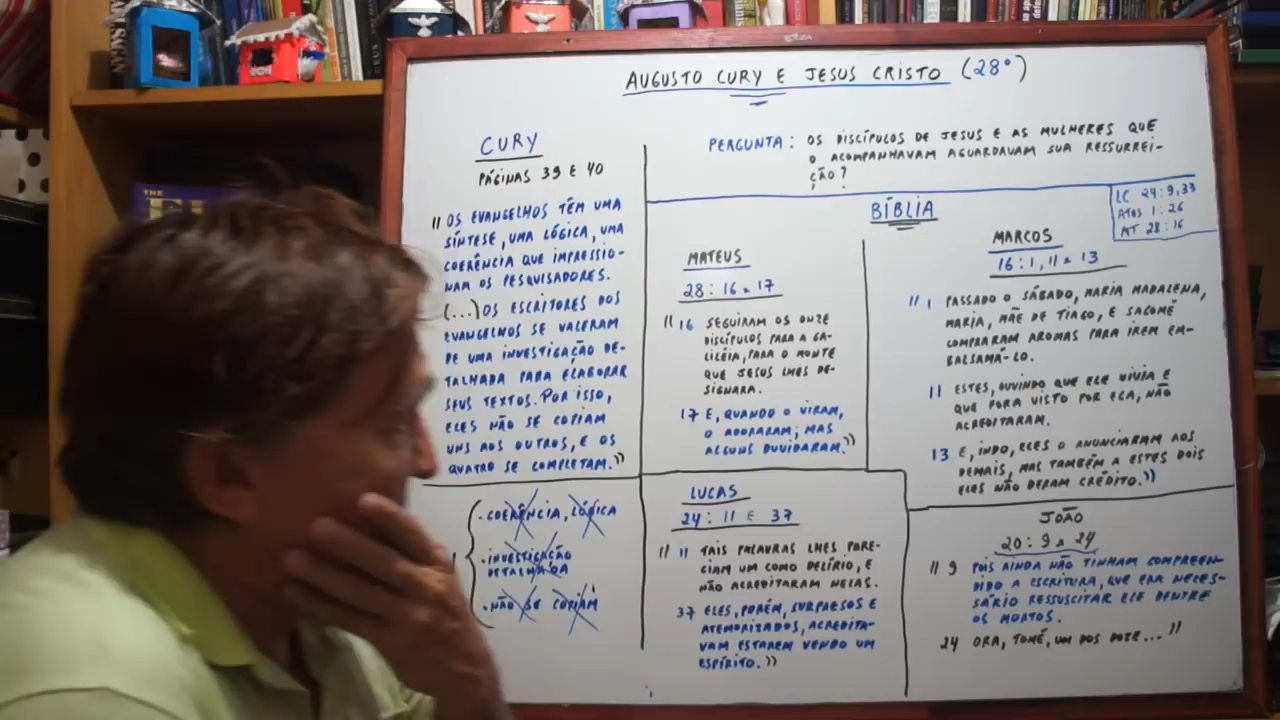 AUGUSTO CURY E JESUS CRISTO (28º)
CURY
PÁGINAS 39 E 40
" OS EVANGELHOS TÊM UMA
SÍNTESE, UMA LÓGICA, UMA
COERÊNCIA QUE IMPRESSIO-
NAM OS PESQUISADORES.
(...) OS ESCRITORES DOS
EVANGELHOS SE VALERAM
DE UMA INVESTIGAÇÃO DE-
TALHADA PARA ELABORAR
SEUS TEXTOS. POR ISSO,
ELES NÃO SE COPIAM
UNS AOS OUTROS, E OS
QUATRO SE COMPLETAM."
• COERÊNCIA, LÓGICA
• INVESTIGAÇÃO
DETALHADA
• NÃO SE COPIAM
PERGUNTA: OS DISCÍPULOS DE JESUS E AS MULHERES QUE
O ACOMPANHAVAM AGUARDAVAM SUA RESSURREI-
ÇÃO?
BÍBLIA
LC 24:9,33
ATOS 1:26
MT 28:16
MATEUS
28:16 a 17
" 16 SEGUIRAM OS ONZE
DISCÍPULOS PARA A GA-
LILÉIA, PARA O MONTE
QUE JESUS LHES DE-
SIGNARA.
17 E, QUANDO O VIRAM,
O ADORARAM; MAS
ALGUNS DUVIDARAM."
MARCOS
16:1, 11 a 13
" 1 PASSADO O SÁBADO, MARIA MADALENA,
MARIA, MÃE DE TIAGO, E SALOMÉ
COMPRARAM AROMAS PARA IREM EM-
BALSAMÁ-LO.
11 ESTES, OUVINDO QUE ELE VIVIA E
QUE FORA VISTO POR ELA, NÃO
ACREDITARAM.
13 E, INDO, ELES O ANUNCIARAM AOS
DEMAIS, MAS TAMBÉM A ESTES DOIS
ELES NÃO DERAM CRÉDITO."
LUCAS
24:11 E 37
" 11 TAIS PALAVRAS LHES PARE-
CIAM UM COMO DELÍRIO, E
NÃO ACREDITARAM NELAS.
37 ELES, PORÉM, SURPRESOS E
ATEMORIZADOS, ACREDITA-
VAM ESTAREM VENDO UM
ESPÍRITO."
JOÃO
20:9 a 24
" 9 POIS AINDA NÃO TINHAM COMPREEN-
DIDO A ESCRITURA, QUE ERA NECES-
SÁRIO RESSUSCITAR ELE DENTRE
OS MORTOS.
24 ORA, TOMÉ, UM DOS DOZE... "
THE